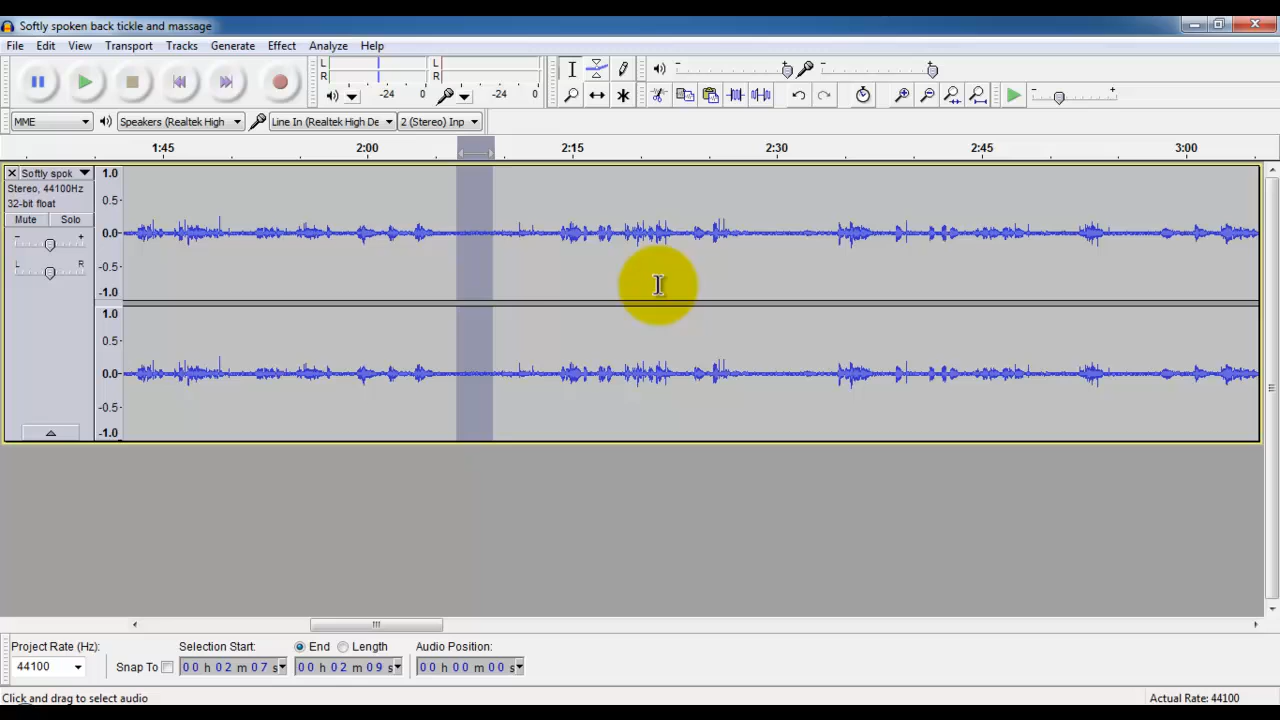 Softly spoken back tickle and massage
File Edit View Transport Tracks Generate Effect Analyze Help
L R -24 0 L R -24 0
MME Speakers (Realtek High Line In (Realtek High De 2 (Stereo) Inp
1:45 2:00 2:15 2:30 2:45 3:00
Softly spok
Stereo, 44100Hz
32-bit float
Mute Solo
- +
L R
1.0
0.5-
0.0-
-0.5-
-1.0
1.0
0.5-
0.0-
-0.5-
-1.0
Project Rate (Hz): Selection Start: End Length Audio Position:
44100 Snap To 00 h 02 m 07 s 00 h 02 m 09 s 00 h 00 m 00 s
Click and drag to select audio Actual Rate: 44100